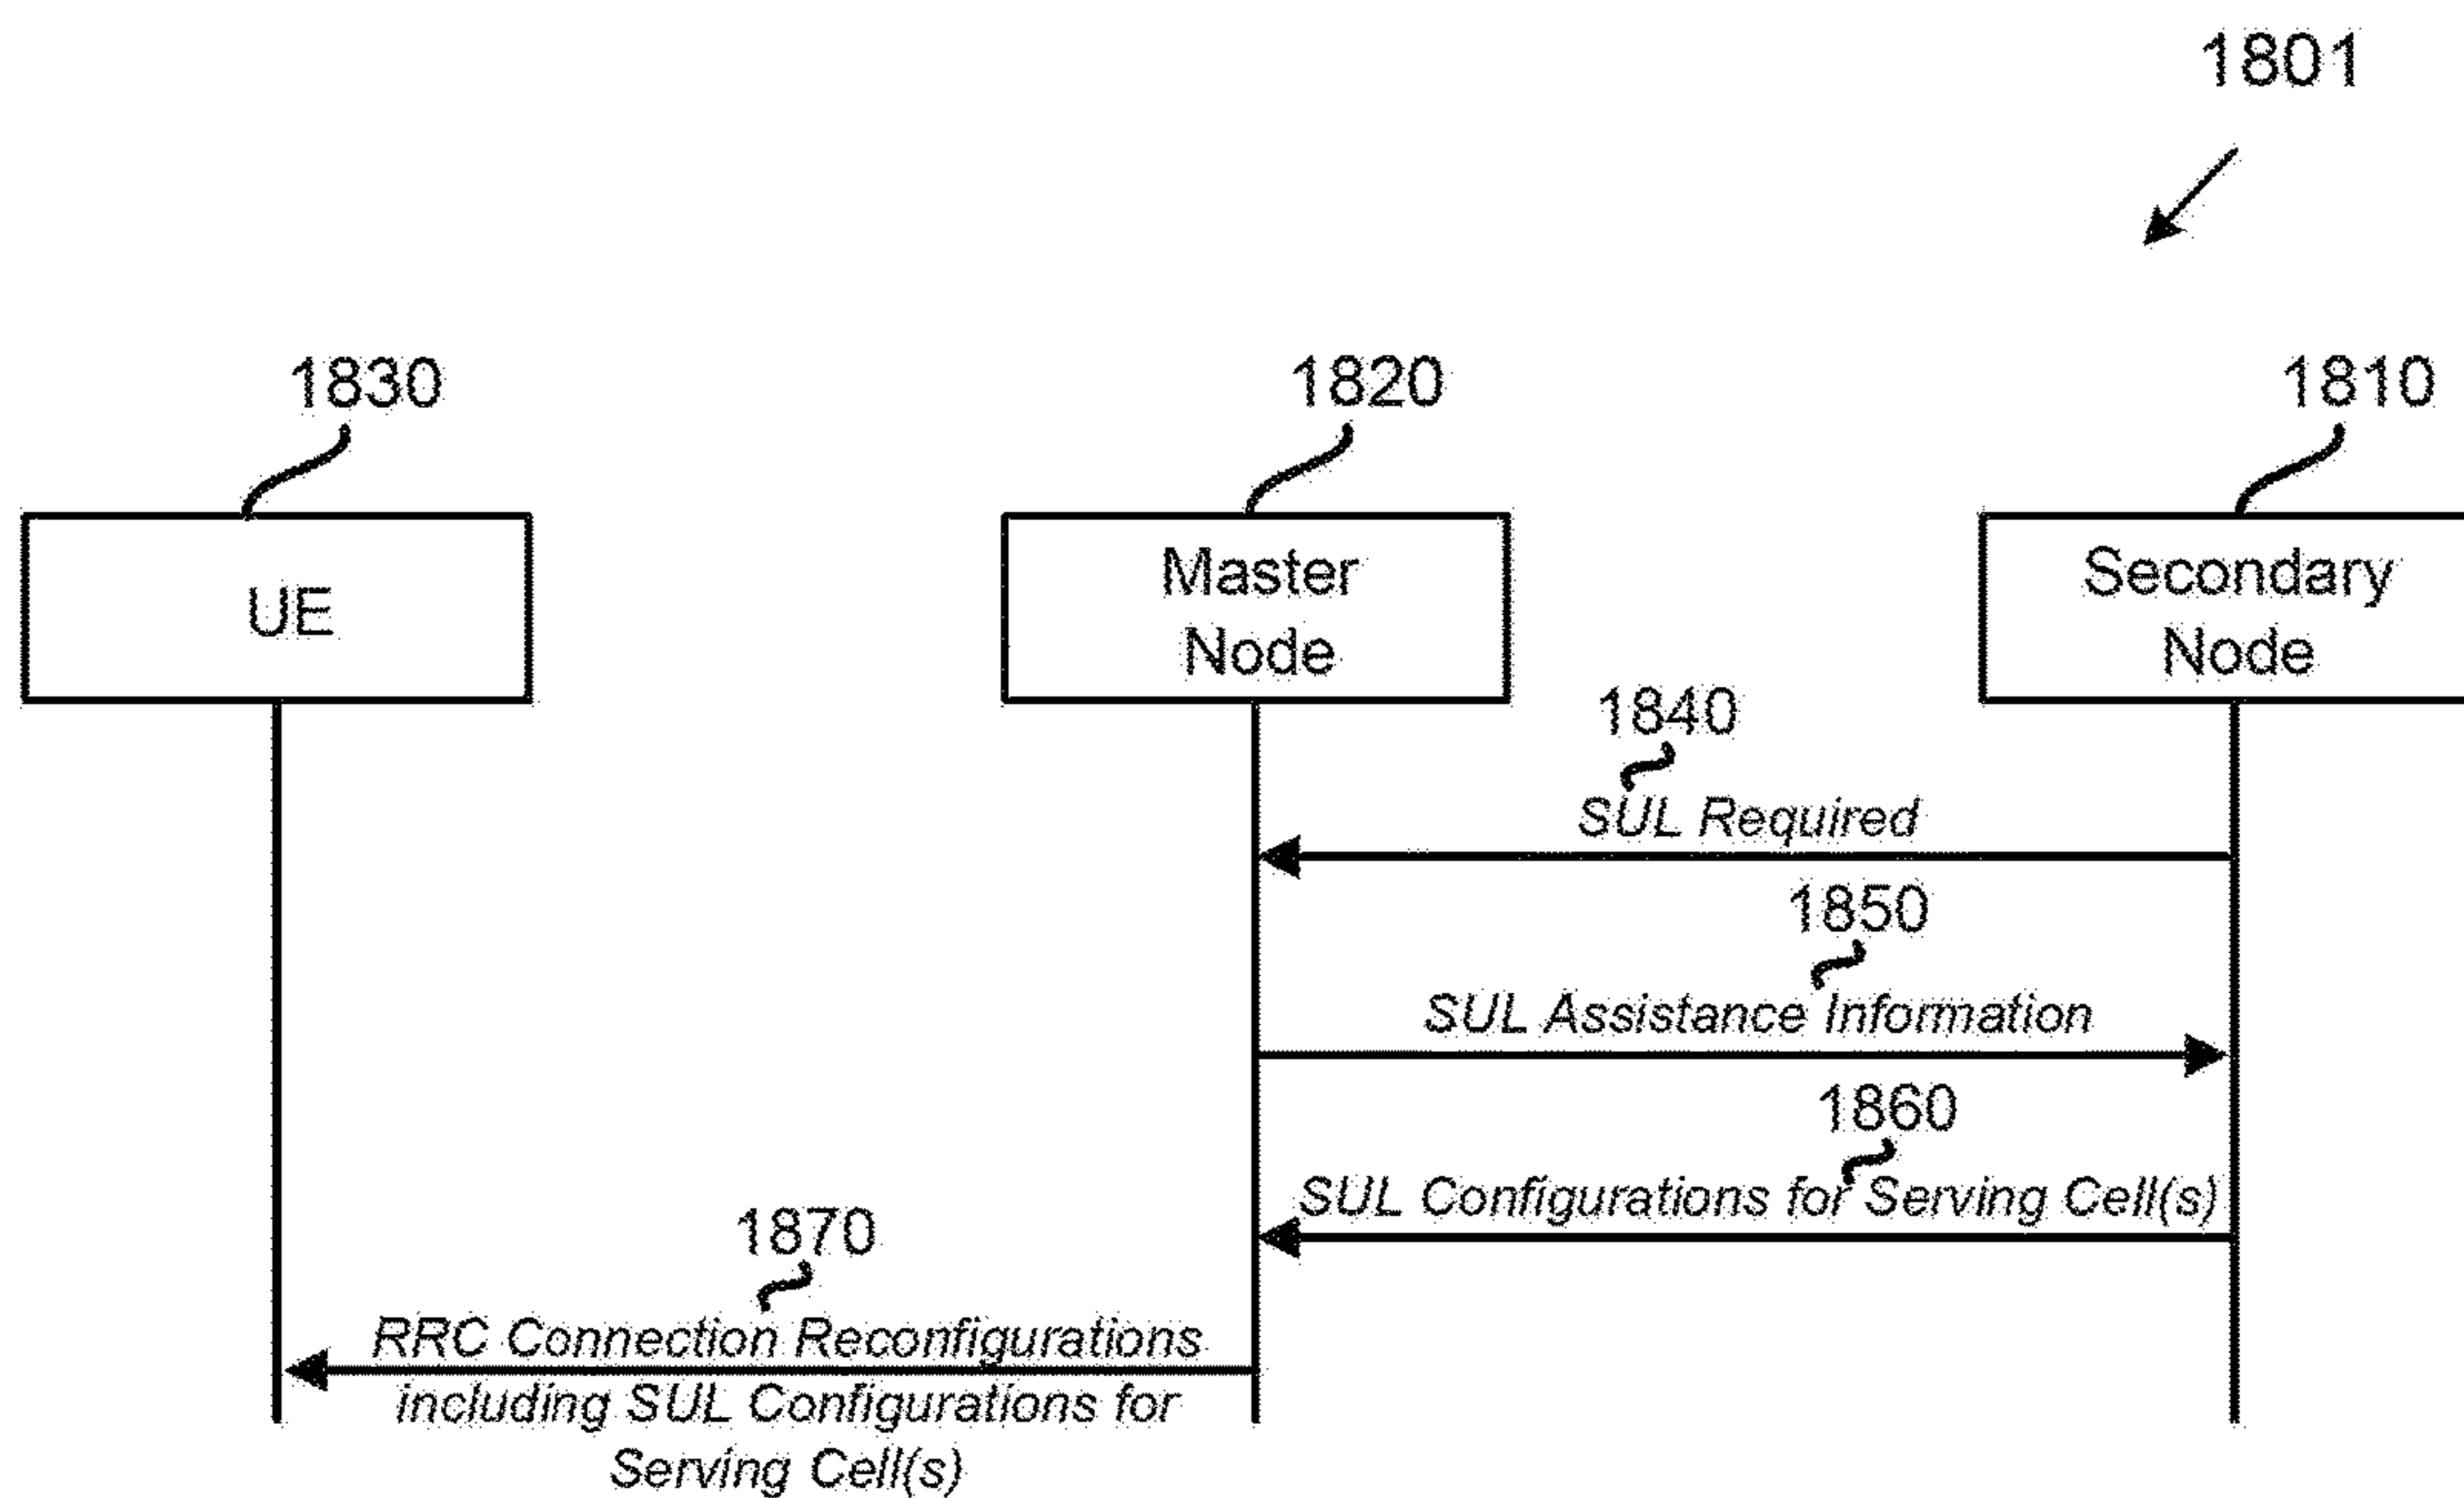 1801
1830
1820
1810
UE
Master
Node
Secondary
Node
1840
SUL Required
1850
SUL Assistance Information
1860
SUL Configurations for Serving Cell(s)
1870
RRC Connection Reconfigurations
including SUL Configurations for
Serving Cell(s)